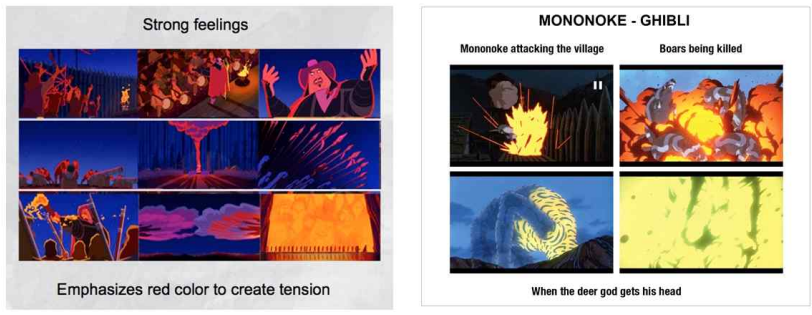 Strong feelings
Emphasizes red color to create tension
MONONOKE - GHIBLI
Mononoke attacking the village
Boars being killed
When the deer god gets his head